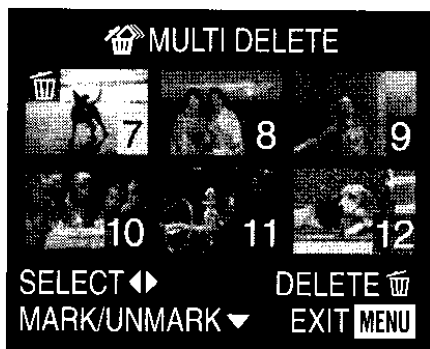 MULTI DELETE
7 8 9
10 11 12
SELECT DELETE
MARK/UNMARK EXIT MENU